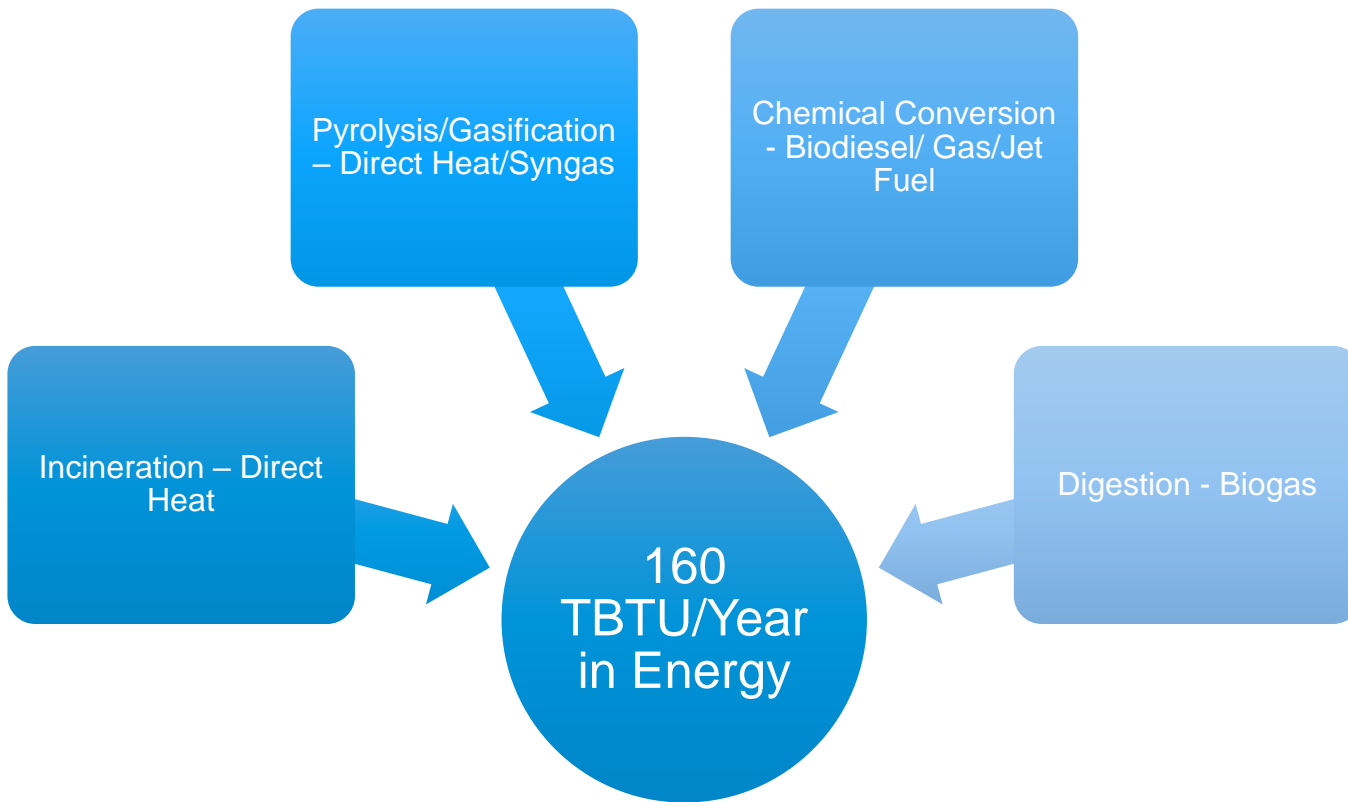 Pyrolysis/Gasification
– Direct Heat/Syngas
Chemical Conversion
- Biodiesel/ Gas/Jet
Fuel
Incineration – Direct
Heat
Digestion - Biogas
160
TBTU/Year
in Energy